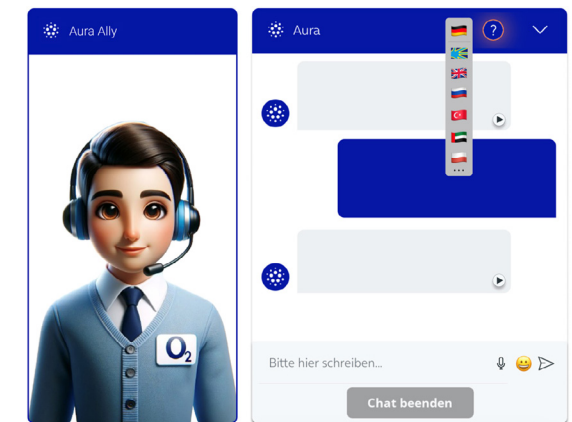 Aura Ally
O2
Aura
?
Bitte hier schreiben...
Chat beenden